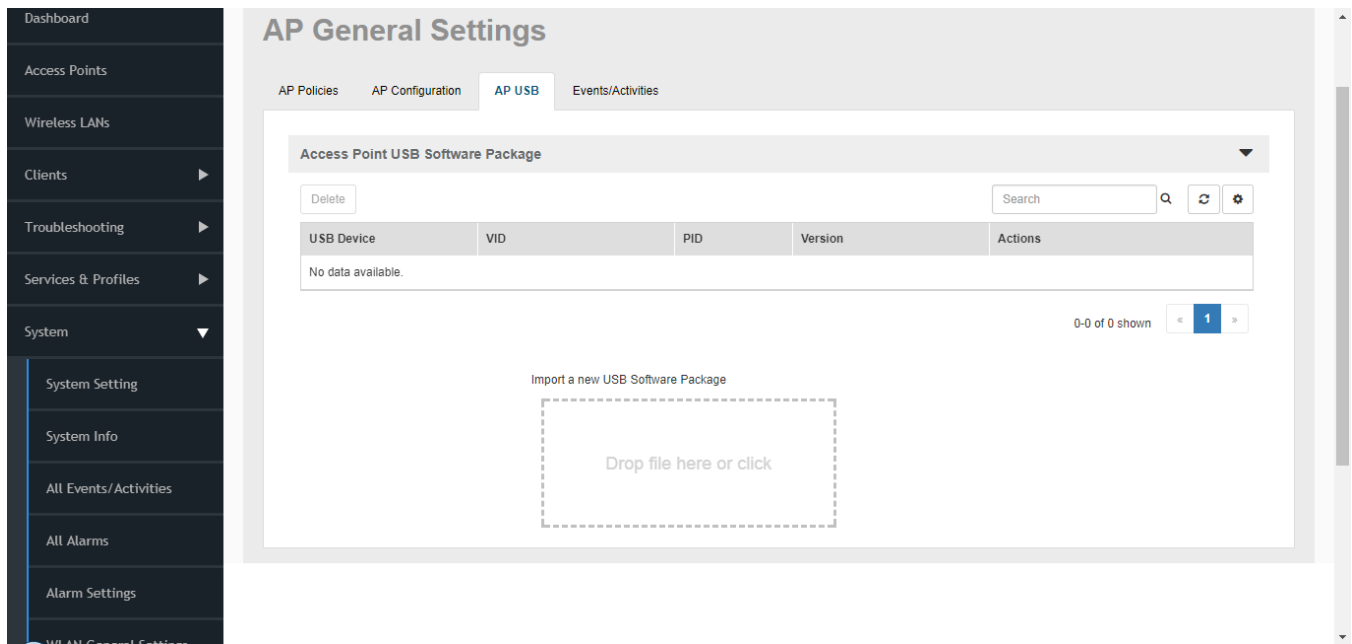 Dashboard
Access Points
Wireless LANs
Clients
Troubleshooting
Services & Profiles
System
System Setting
System Info
All Events/Activities
All Alarms
Alarm Settings
WLAN General Settings
AP General Settings
AP Policies AP Configuration AP USB Events/Activities
Access Point USB Software Package
Delete Search
USB Device VID PID Version Actions
No data available.
0-0 of 0 shown « 1 »
Import a new USB Software Package
Drop file here or click